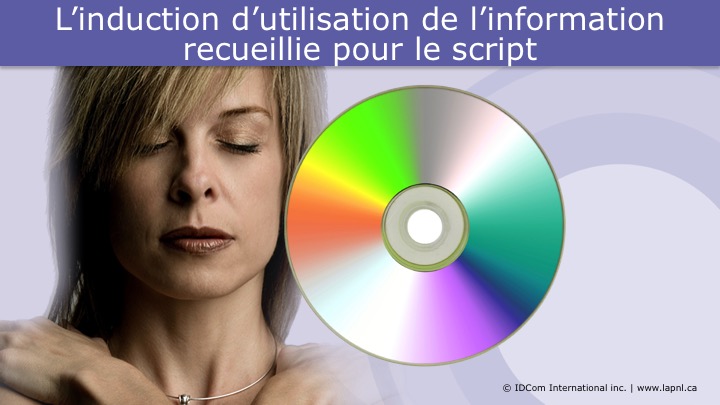 L’induction d’utilisation de l’information
recueillie pour le script
© IDCom International inc. | www.lapnl.ca